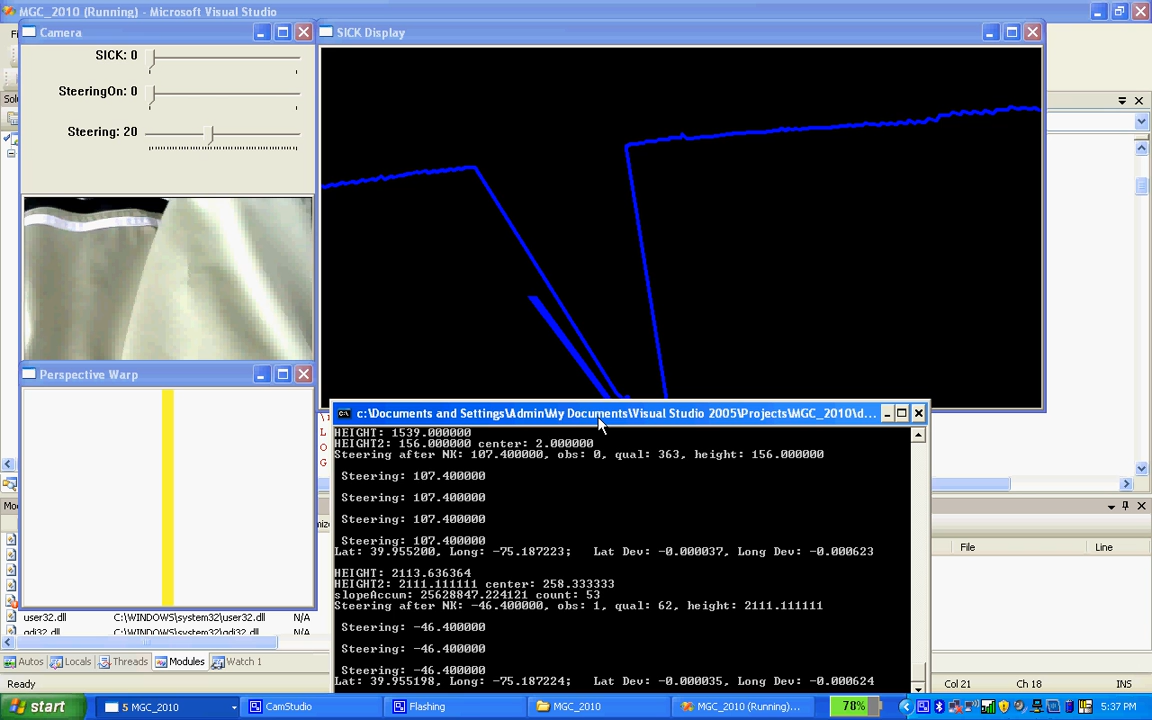 MGC_2010 (Running) - Microsoft Visual Studio
Camera
SICK Display
SICK: 0
SteeringOn: 0
Steering: 20
Perspective Warp
c:\Documents and Settings\Admin\My Documents\Visual Studio 2005\Projects\MGC_2010\d...
HEIGHT: 1539.000000
HEIGHT2: 156.000000 center: 2.000000
Steering after NK: 107.400000, obs: 0, qual: 363, height: 156.000000
Steering: 107.400000
Steering: 107.400000
Steering: 107.400000
Steering: 107.400000
Lat: 39.955200, Long: -75.187223; Lat Dev: -0.000037, Long Dev: -0.000623
HEIGHT: 2113.636364
HEIGHT2: 2111.111111 center: 258.333333
slopeAccum: 25628847.224121 count: 53
Steering after NK: -46.400000, obs: 1, qual: 62, height: 2111.111111
Steering: -46.400000
Steering: -46.400000
Steering: -46.400000
Lat: 39.955198, Long: -75.187224; Lat Dev: -0.000035, Long Dev: -0.000624
File Line
user32.dll C:\WINDOWS\system32\user32.dll N/A
gdi32.dll C:\WINDOWS\system32\gdi32.dll N/A
Autos Locals Threads Modules Watch 1
Ready Col 21 Ch 18 INS
start 5 MGC_2010 CamStudio Flashing MGC_2010 MGC_2010 (Running)... 78% 5:37 PM